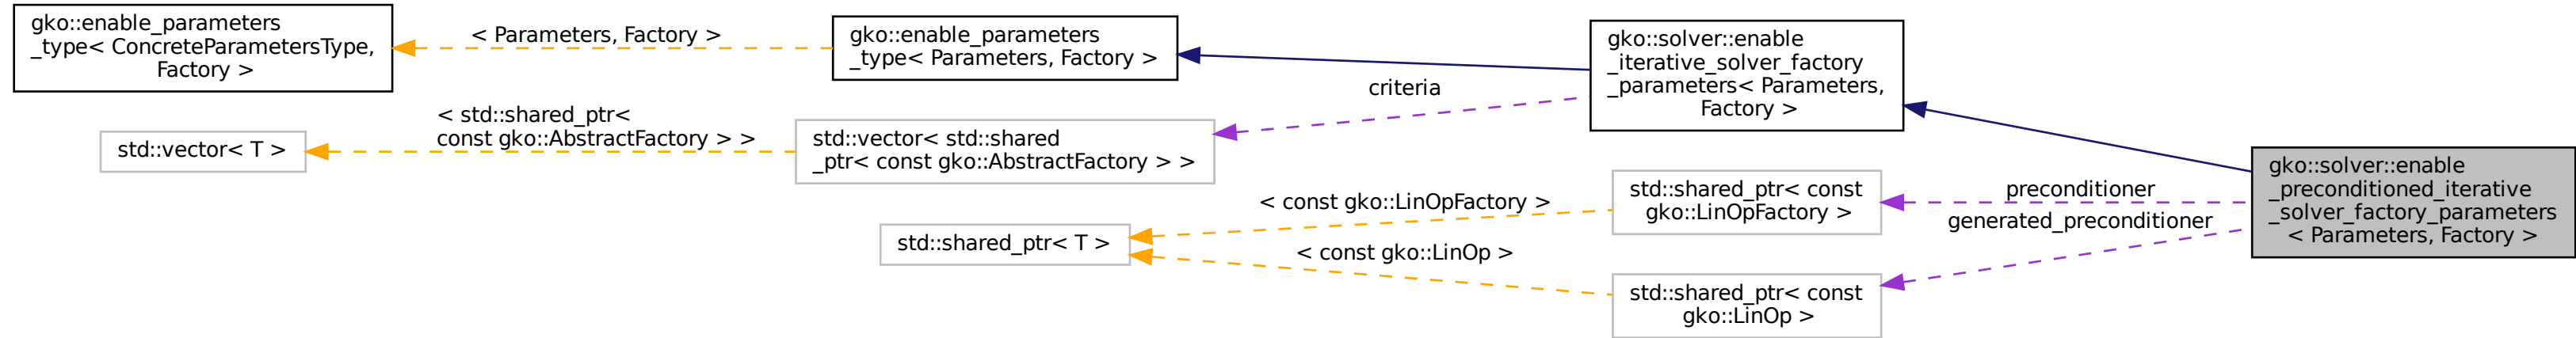 gko::enable_parameters
_type< ConcreteParametersType,
Factory >
< Parameters, Factory >
gko::enable_parameters
_type< Parameters, Factory >
gko::solver::enable
_iterative_solver_factory
_parameters< Parameters,
Factory >
criteria
< std::shared_ptr<
const gko::AbstractFactory > >
std::vector< T >
std::vector< std::shared
_ptr< const gko::AbstractFactory > >
gko::solver::enable
_preconditioned_iterative
_solver_factory_parameters
< Parameters, Factory >
preconditioner
generated_preconditioner
std::shared_ptr< const
gko::LinOpFactory >
< const gko::LinOpFactory >
std::shared_ptr< T >
< const gko::LinOp >
std::shared_ptr< const
gko::LinOp >